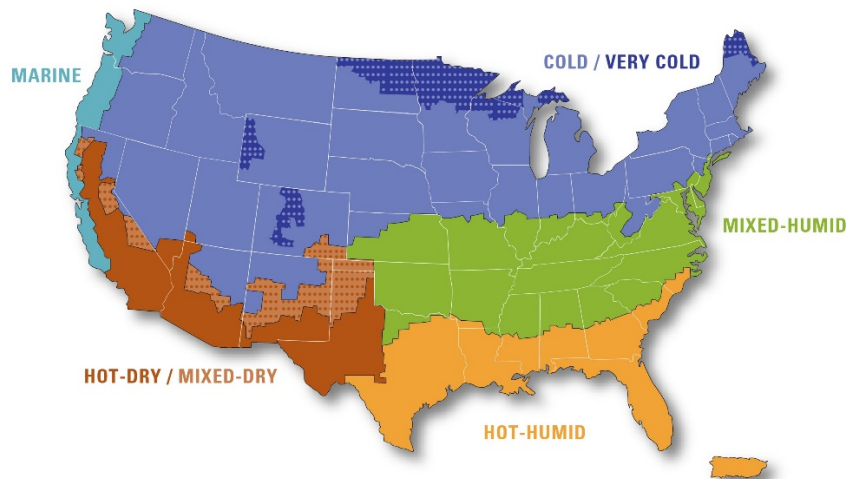 MARINE
COLD / VERY COLD
MIXED-HUMID
HOT-DRY / MIXED-DRY
HOT-HUMID